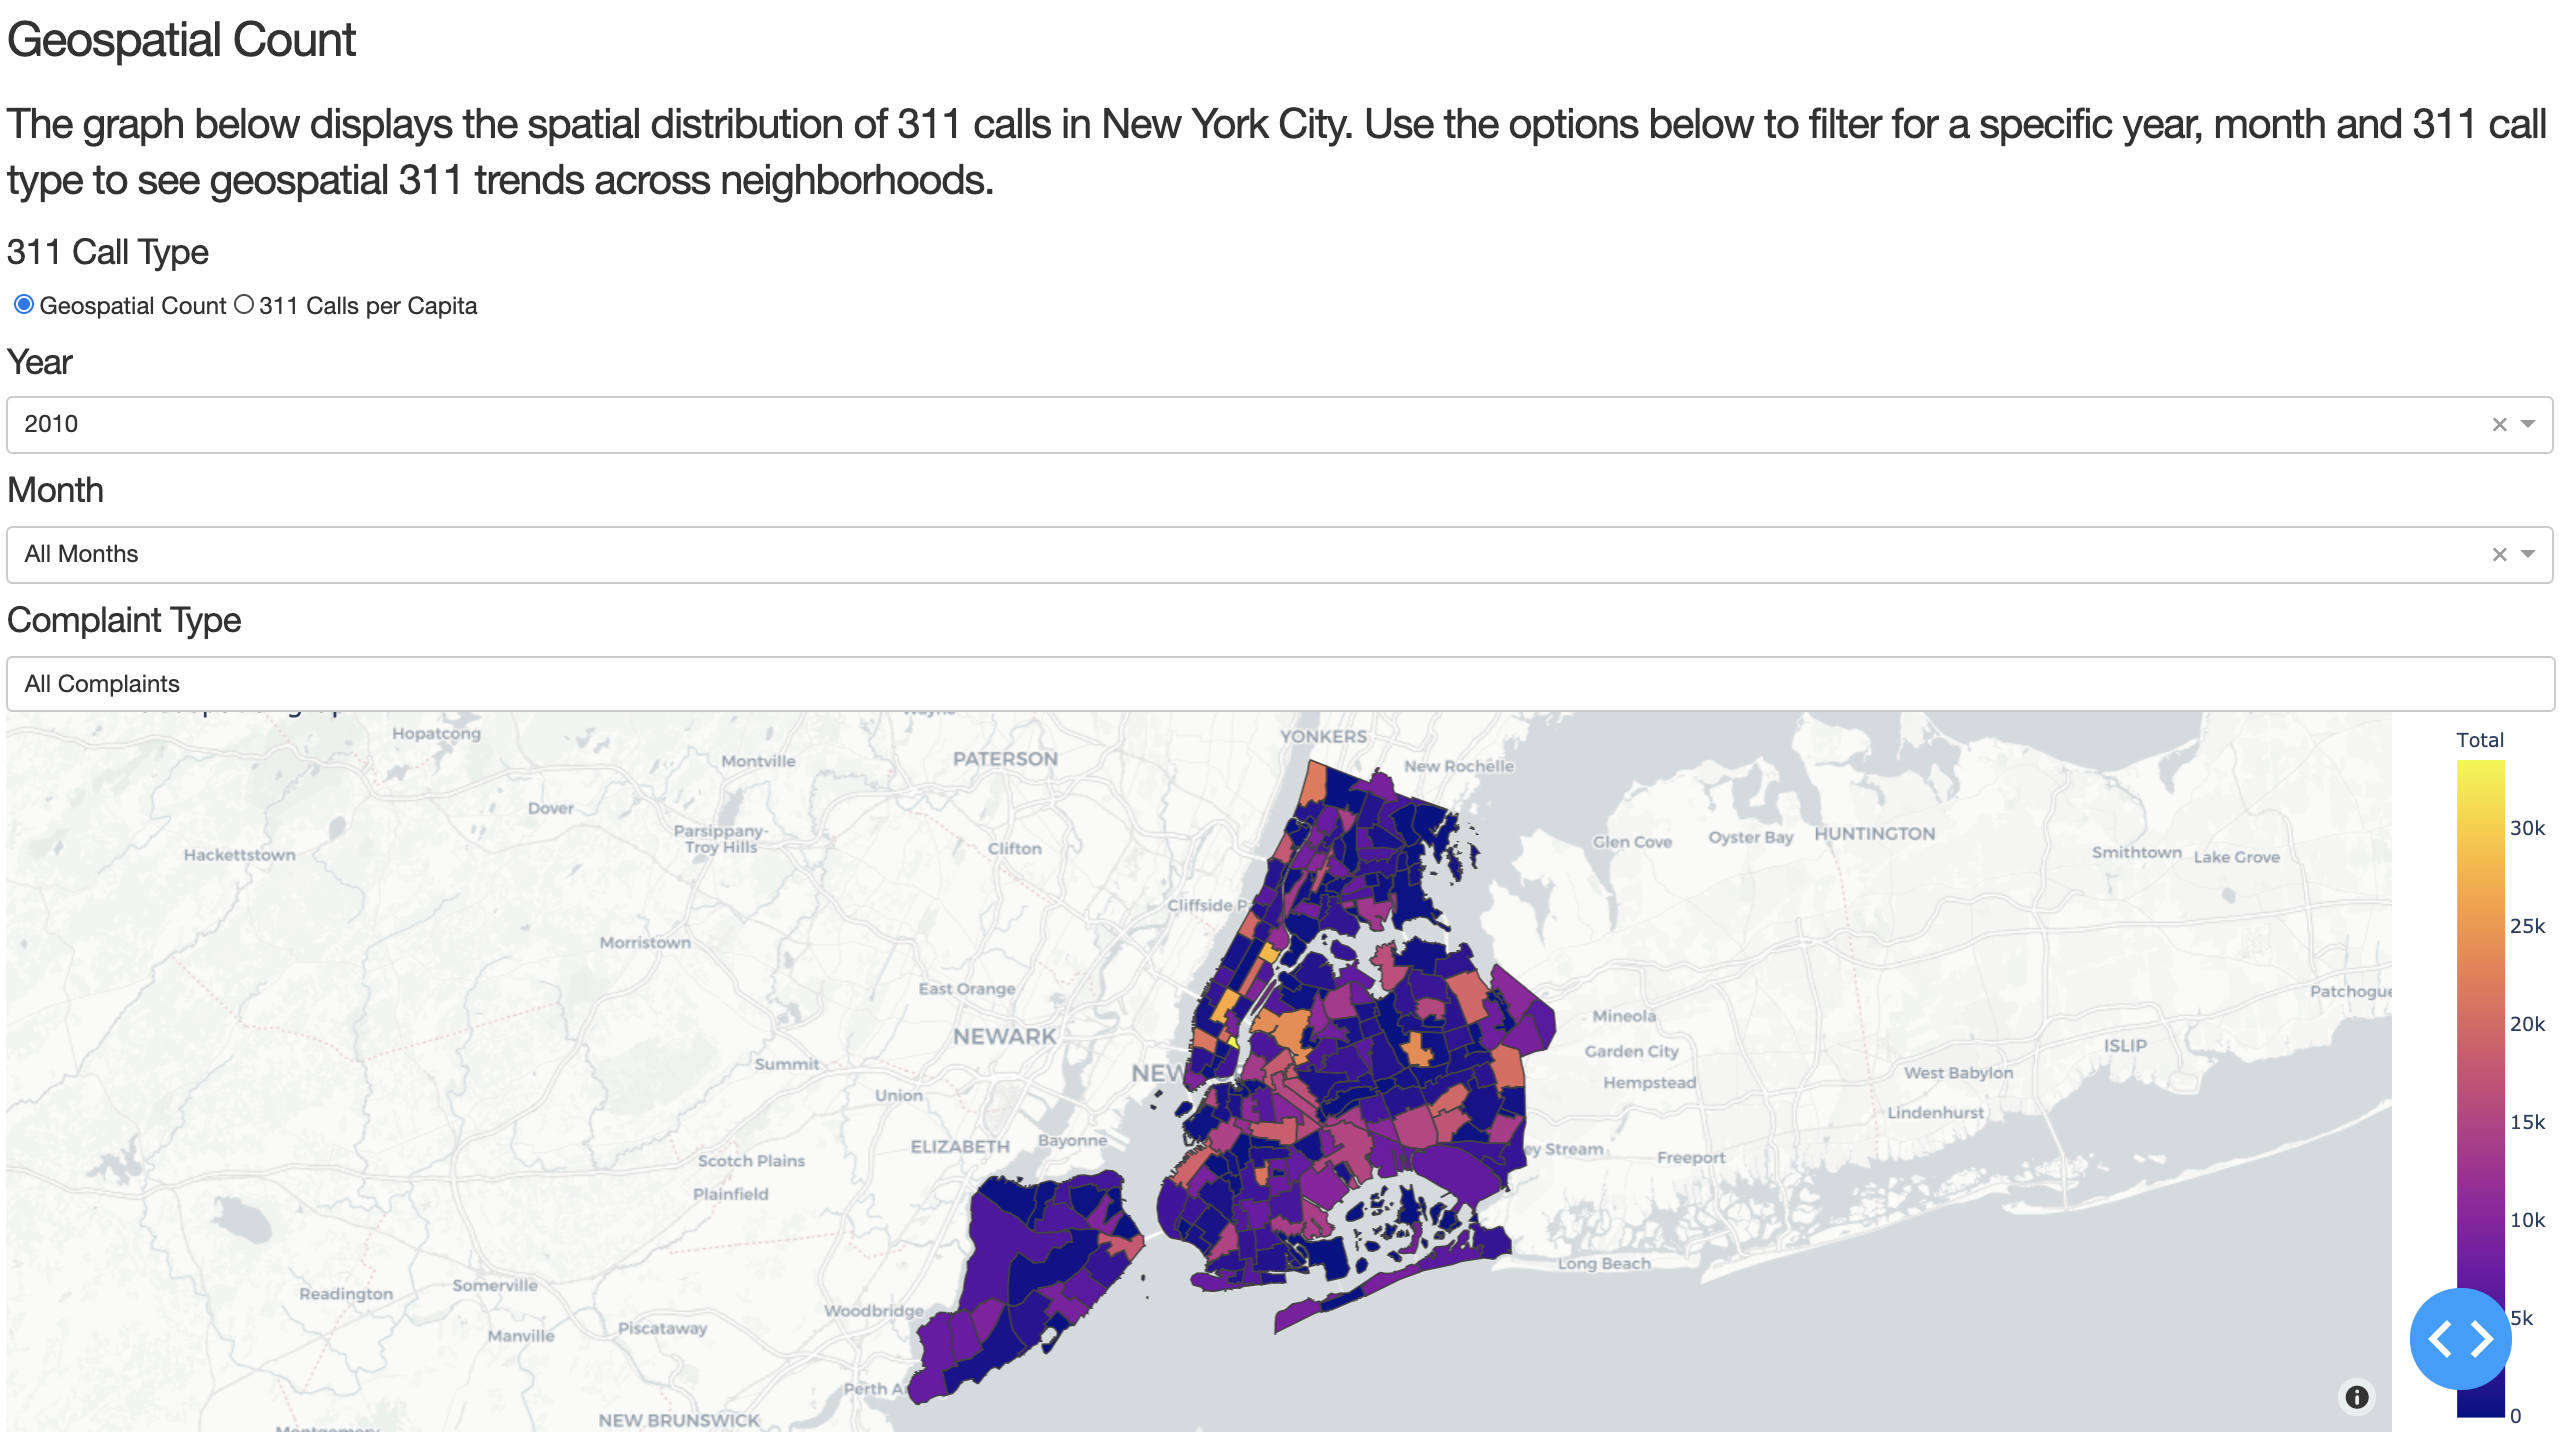 Geospatial Count
The graph below displays the spatial distribution of 311 calls in New York City. Use the options below to filter for a specific year, month and 311 call
type to see geospatial 311 trends across neighborhoods.
311 Call Type
Geospatial Count 311 Calls per Capita
Year
2010
Month
All Months
Complaint Type
All Complaints
Total
30k
25k
20k
15k
10k
5k
0
Hopatcong
YONKERS
Montville
PATERSON
New Rochelle
Dover
Parsippany-
Troy Hills
Clifton
Glen Cove
Oyster Bay
HUNTINGTON
Hackettstown
Smithtown
Lake Grove
Cliffside P
Morristown
East Orange
Patchogue
NEWARK
Mineola
Summit
Garden City
ISLIP
NEW
Hempstead
West Babylon
Union
Lindenhurst
ELIZABETH
Bayonne
ey Stream
Scotch Plains
Freeport
Plainfield
Long Beach
Somerville
Readington
Woodbridge
Manville
Piscataway
Perth A
NEW BRUNSWICK